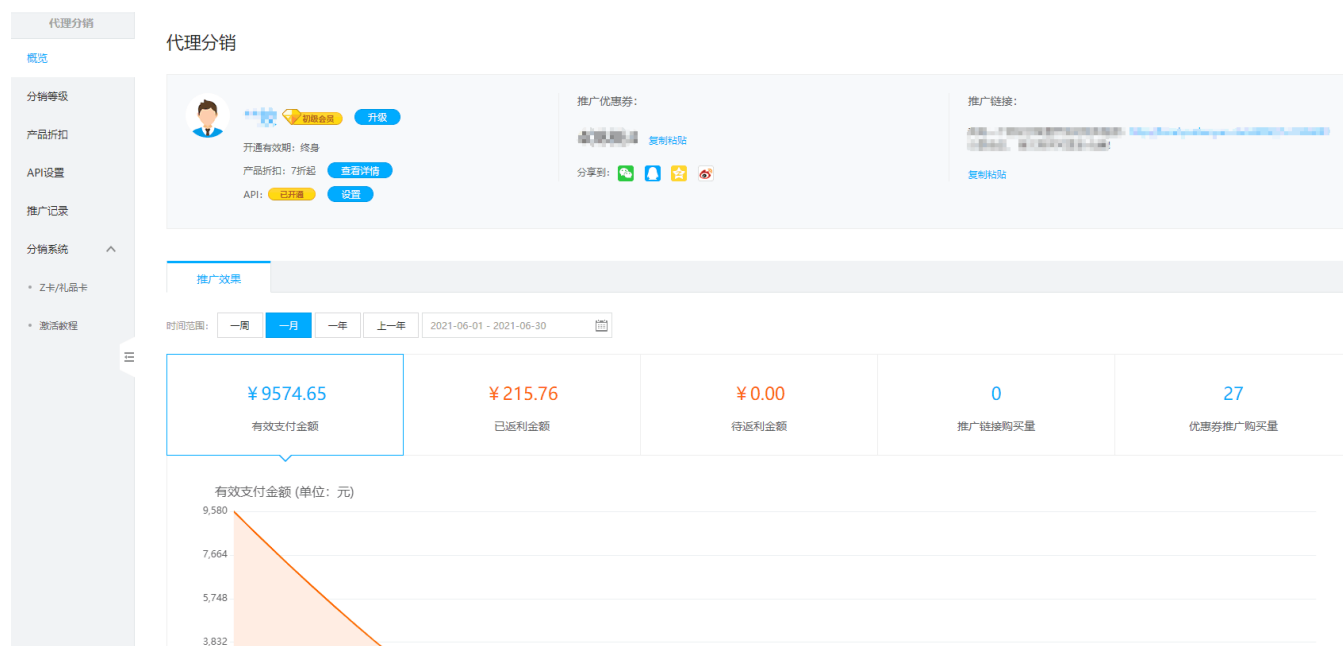 代理分销
概览
分销等级
产品折扣
API设置
推广记录
分销系统
Z卡/礼品卡
激活教程
代理分销
初级会员 升级
开通有效期：终身
产品折扣：7折起 查看详情
API： 已开通 设置
推广优惠券：
复制粘贴
分享到：
推广链接：
复制粘贴
推广效果
时间范围： 一周 一月 一年 上一年 2021-06-01 - 2021-06-30
￥9574.65 ￥215.76 ￥0.00 0 27
有效支付金额 已返利金额 待返利金额 推广链接购买量 优惠券推广购买量
有效支付金额 (单位：元)
9,580
7,664
5,748
3,832